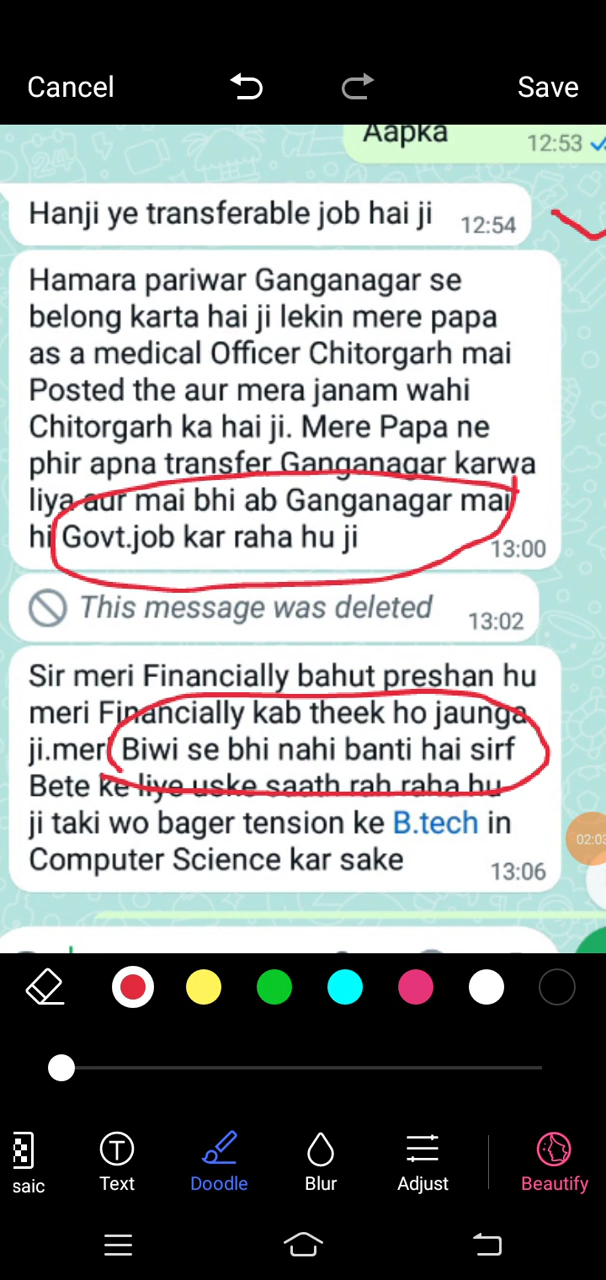 Cancel Save
Aapka 12:53
Hanji ye transferable job hai ji 12:54
Hamara pariwar Ganganagar se
belong karta hai ji lekin mere papa
as a medical Officer Chitorgarh mai
Posted the aur mera janam wahi
Chitorgarh ka hai ji. Mere Papa ne
phir apna transfer Ganganagar karwa
liya aur mai bhi ab Ganganagar mai
hi Govt.job kar raha hu ji 13:00
This message was deleted 13:02
Sir meri Financially bahut preshan hu
meri Financially kab theek ho jaunga
ji.meri Biwi se bhi nahi banti hai sirf
Bete ke liye uske saath rah raha hu
ji taki wo bager tension ke B.tech in
Computer Science kar sake 13:06
02:03
saic Text Doodle Blur Adjust Beautify